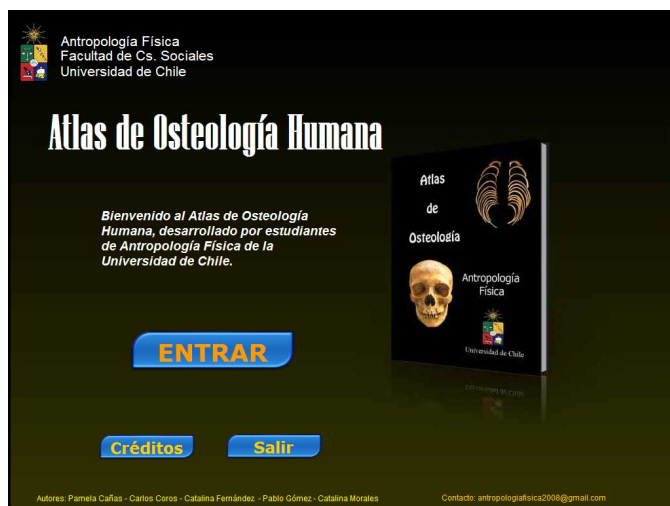 Antropología Física
Facultad de Cs. Sociales
Universidad de Chile
Atlas de Osteología Humana
Bienvenido al Atlas de Osteología
Humana, desarrollado por estudiantes
de Antropología Física de la
Universidad de Chile.
Atlas
de
Osteología
Antropología
Física
Universidad de Chile
ENTRAR
Créditos
Salir
Autores: Pamela Cañas - Carlos Coros - Catalina Fernández - Pablo Gómez - Catalina Morales
Contacto: antropologiafisica2008@gmail.com